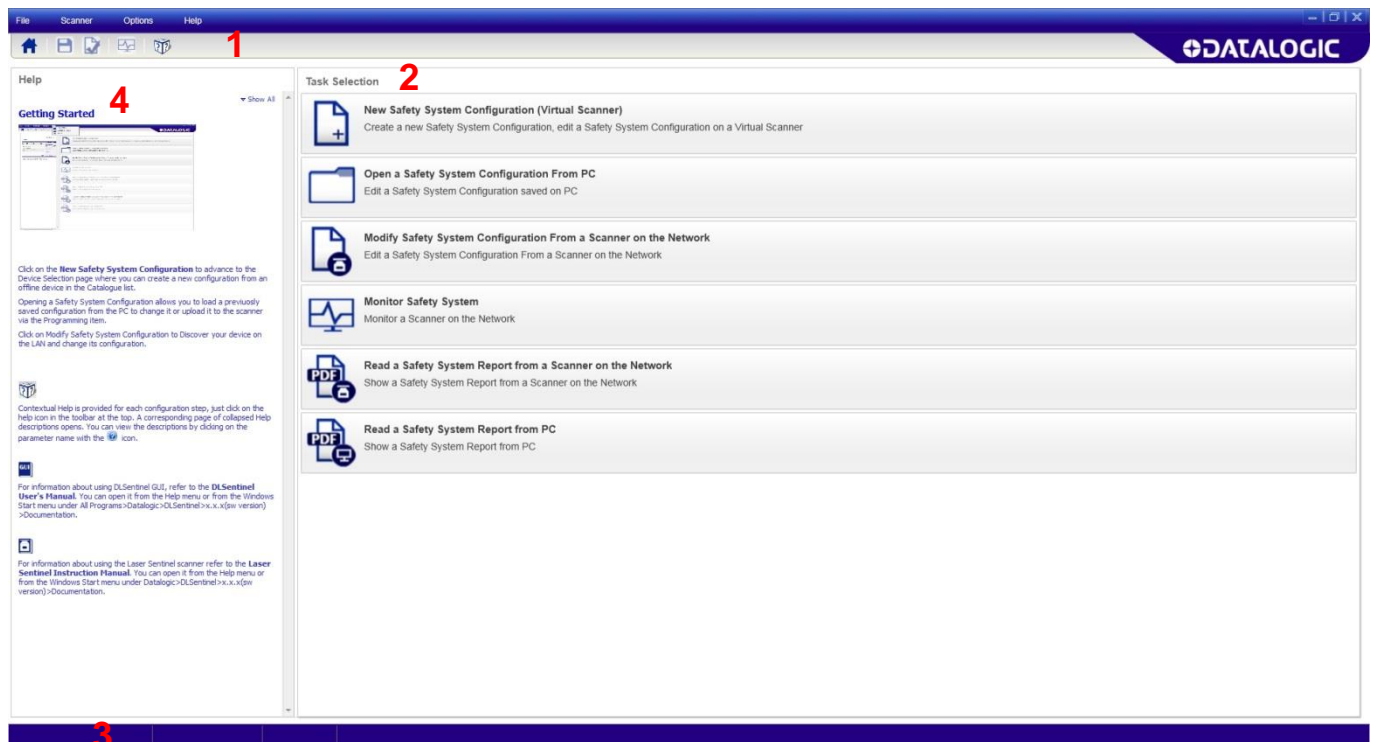 File Scanner Options Help
1
DATALOGIC
Help
Task Selection 2
▾ Show All
4
Getting Started
Click on the New Safety System Configuration to advance to the
Device Selection page where you can create a new configuration from an
offline device in the Catalogue list.
Opening a Safety System Configuration allows you to load a previuosly
saved configuration from the PC to change it or upload it to the scanner
via the Programming item.
Click on Modify Safety System Configuration to Discover your device on
the LAN and change its configuration.
Contextual Help is provided for each configuration step, just click on the
help icon in the toolbar at the top. A corresponding page of collapsed Help
descriptions opens. You can view the descriptions by clicking on the
parameter name with the icon.
GUI
For information about using DLSentinel GUI, refer to the DLSentinel
User's Manual. You can open it from the Help menu or from the Windows
Start menu under All Programs>Datalogic>DLSentinel>x.x.x(sw version)
>Documentation.
For information about using the Laser Sentinel scanner refer to the Laser
Sentinel Instruction Manual. You can open it from the Help menu or
from the Windows Start menu under Datalogic>DLSentinel>x.x.x(sw
version)>Documentation.
New Safety System Configuration (Virtual Scanner)
Create a new Safety System Configuration, edit a Safety System Configuration on a Virtual Scanner
Open a Safety System Configuration From PC
Edit a Safety System Configuration saved on PC
Modify Safety System Configuration From a Scanner on the Network
Edit a Safety System Configuration From a Scanner on the Network
Monitor Safety System
Monitor a Scanner on the Network
PDF
Read a Safety System Report from a Scanner on the Network
Show a Safety System Report from a Scanner on the Network
PDF
Read a Safety System Report from PC
Show a Safety System Report from PC
3